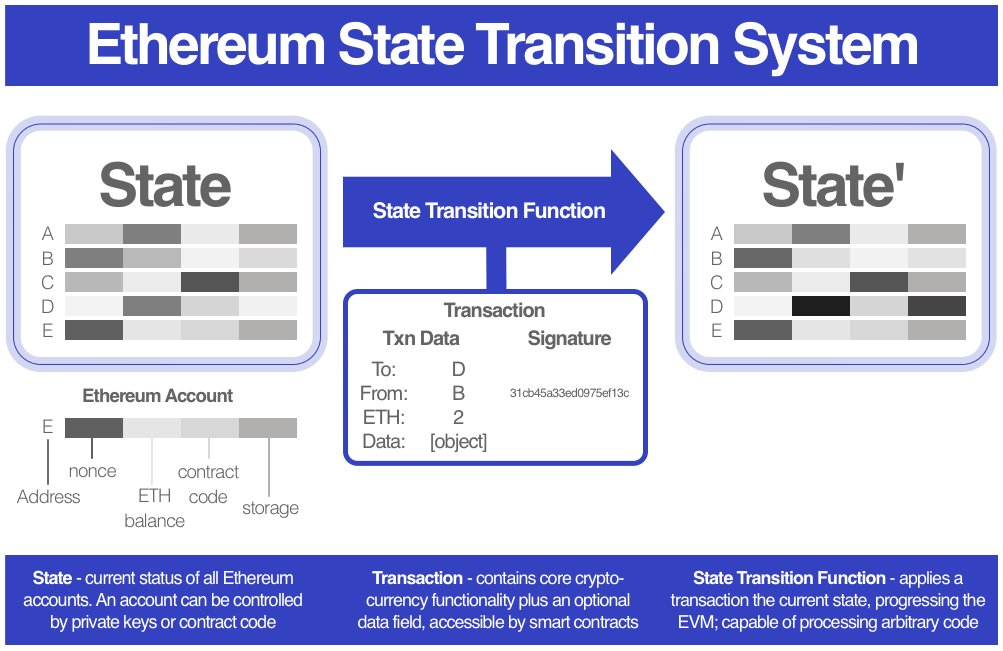 Ethereum State Transition System
State
A
B
C
D
E
State Transition Function
State'
A
B
C
D
E
Transaction
Txn Data Signature
To: D
From: B 31cb45a33ed0975ef13c
ETH: 2
Data: [object]
Ethereum Account
E
Address
nonce
ETH
balance
contract
code
storage
State - current status of all Ethereum
accounts. An account can be controlled
by private keys or contract code
Transaction - contains core crypto-
currency functionality plus an optional
data field, accessible by smart contracts
State Transition Function - applies a
transaction the current state, progressing the
EVM; capable of processing arbitrary code